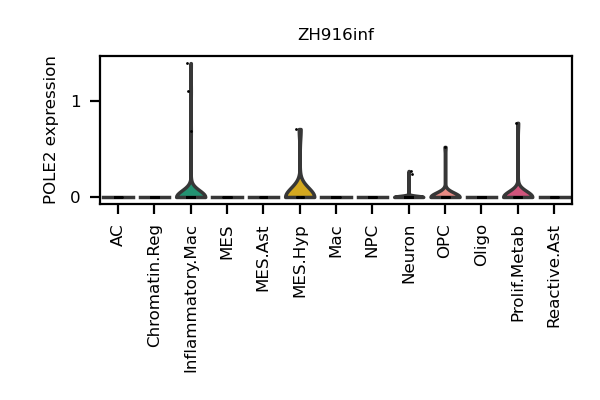 ZH916inf
POLE2 expression
1
0
AC
Chromatin.Reg
Inflammatory.Mac
MES
MES.Ast
MES.Hyp
Mac
NPC
Neuron
OPC
Oligo
Prolif.Metab
Reactive.Ast